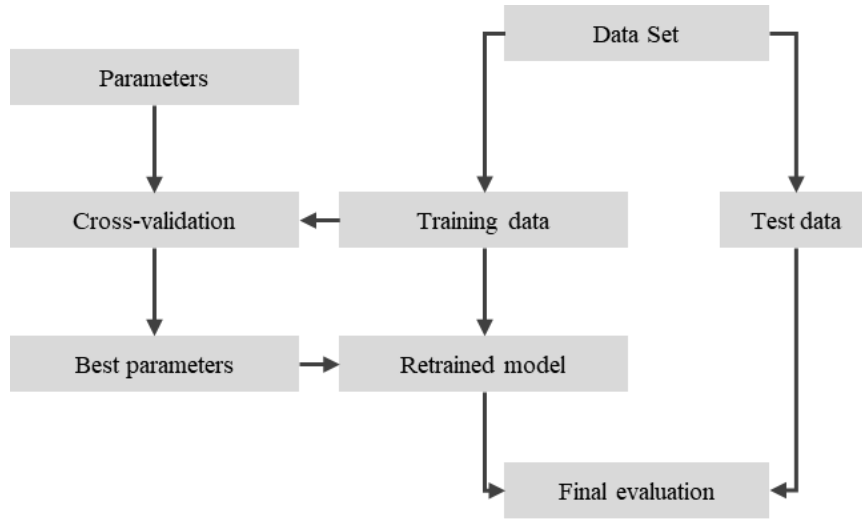 Data Set
Parameters
Cross-validation
Training data
Test data
Best parameters
Retrained model
Final evaluation